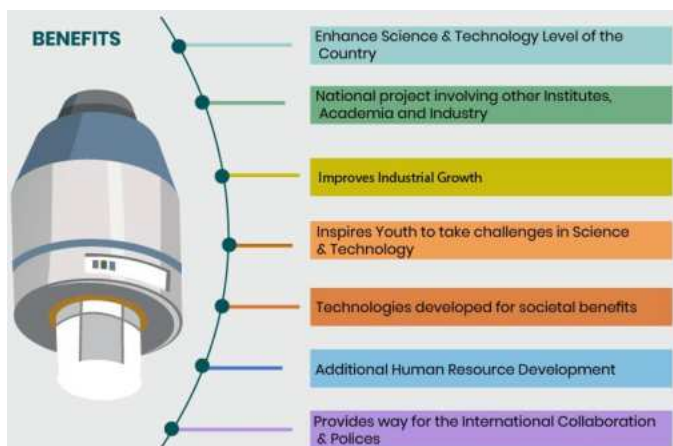 BENEFITS
Enhance Science & Technology Level of the
Country
National project involving other Institutes,
Academia and Industry
Improves Industrial Growth
Inspires Youth to take challenges in Science
& Technology
Technologies developed for societal benefits
Additional Human Resource Development
Provides way for the International Collaboration
& Polices